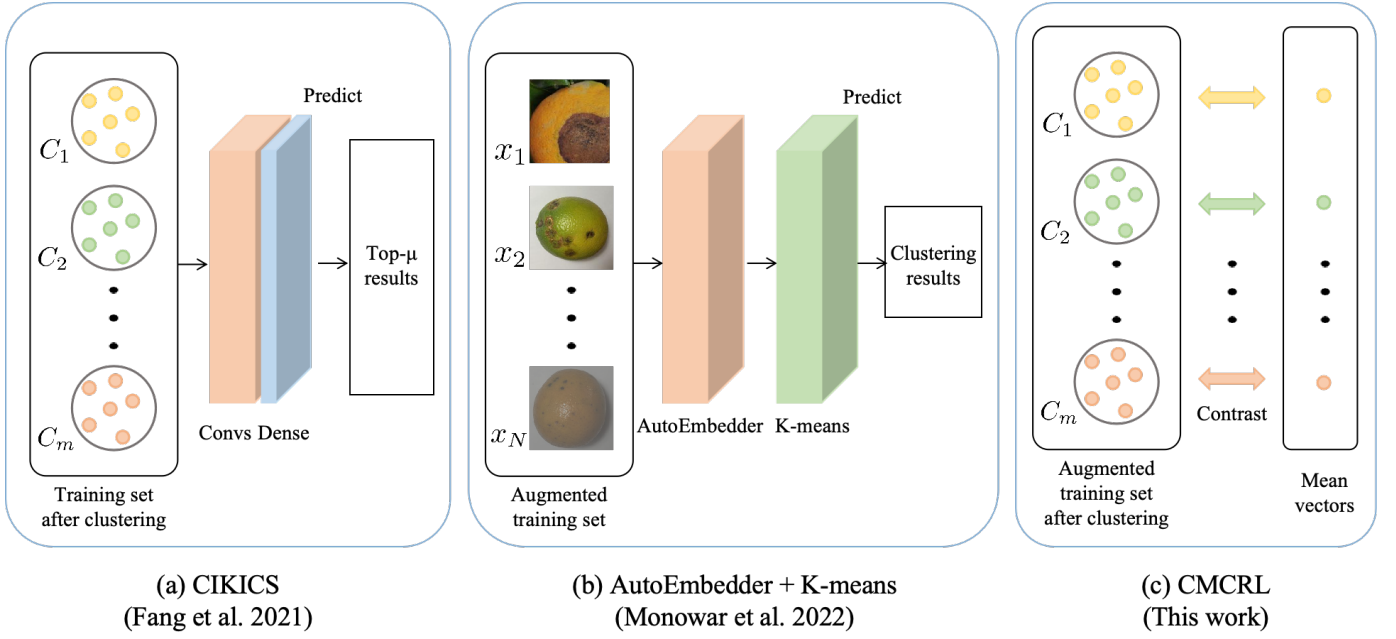 C₁
C₂
Cₘ
Training set
after clustering
Predict
Convs Dense
Top-μ
results
(a) CIKICS
(Fang et al. 2021)
x₁
x₂
x_N
Augmented
training set
Predict
AutoEmbedder
K-means
Clustering
results
(b) AutoEmbedder + K-means
(Monowar et al. 2022)
C₁
C₂
Cₘ
Augmented
training set
after clustering
Contrast
Mean
vectors
(c) CMCRL
(This work)